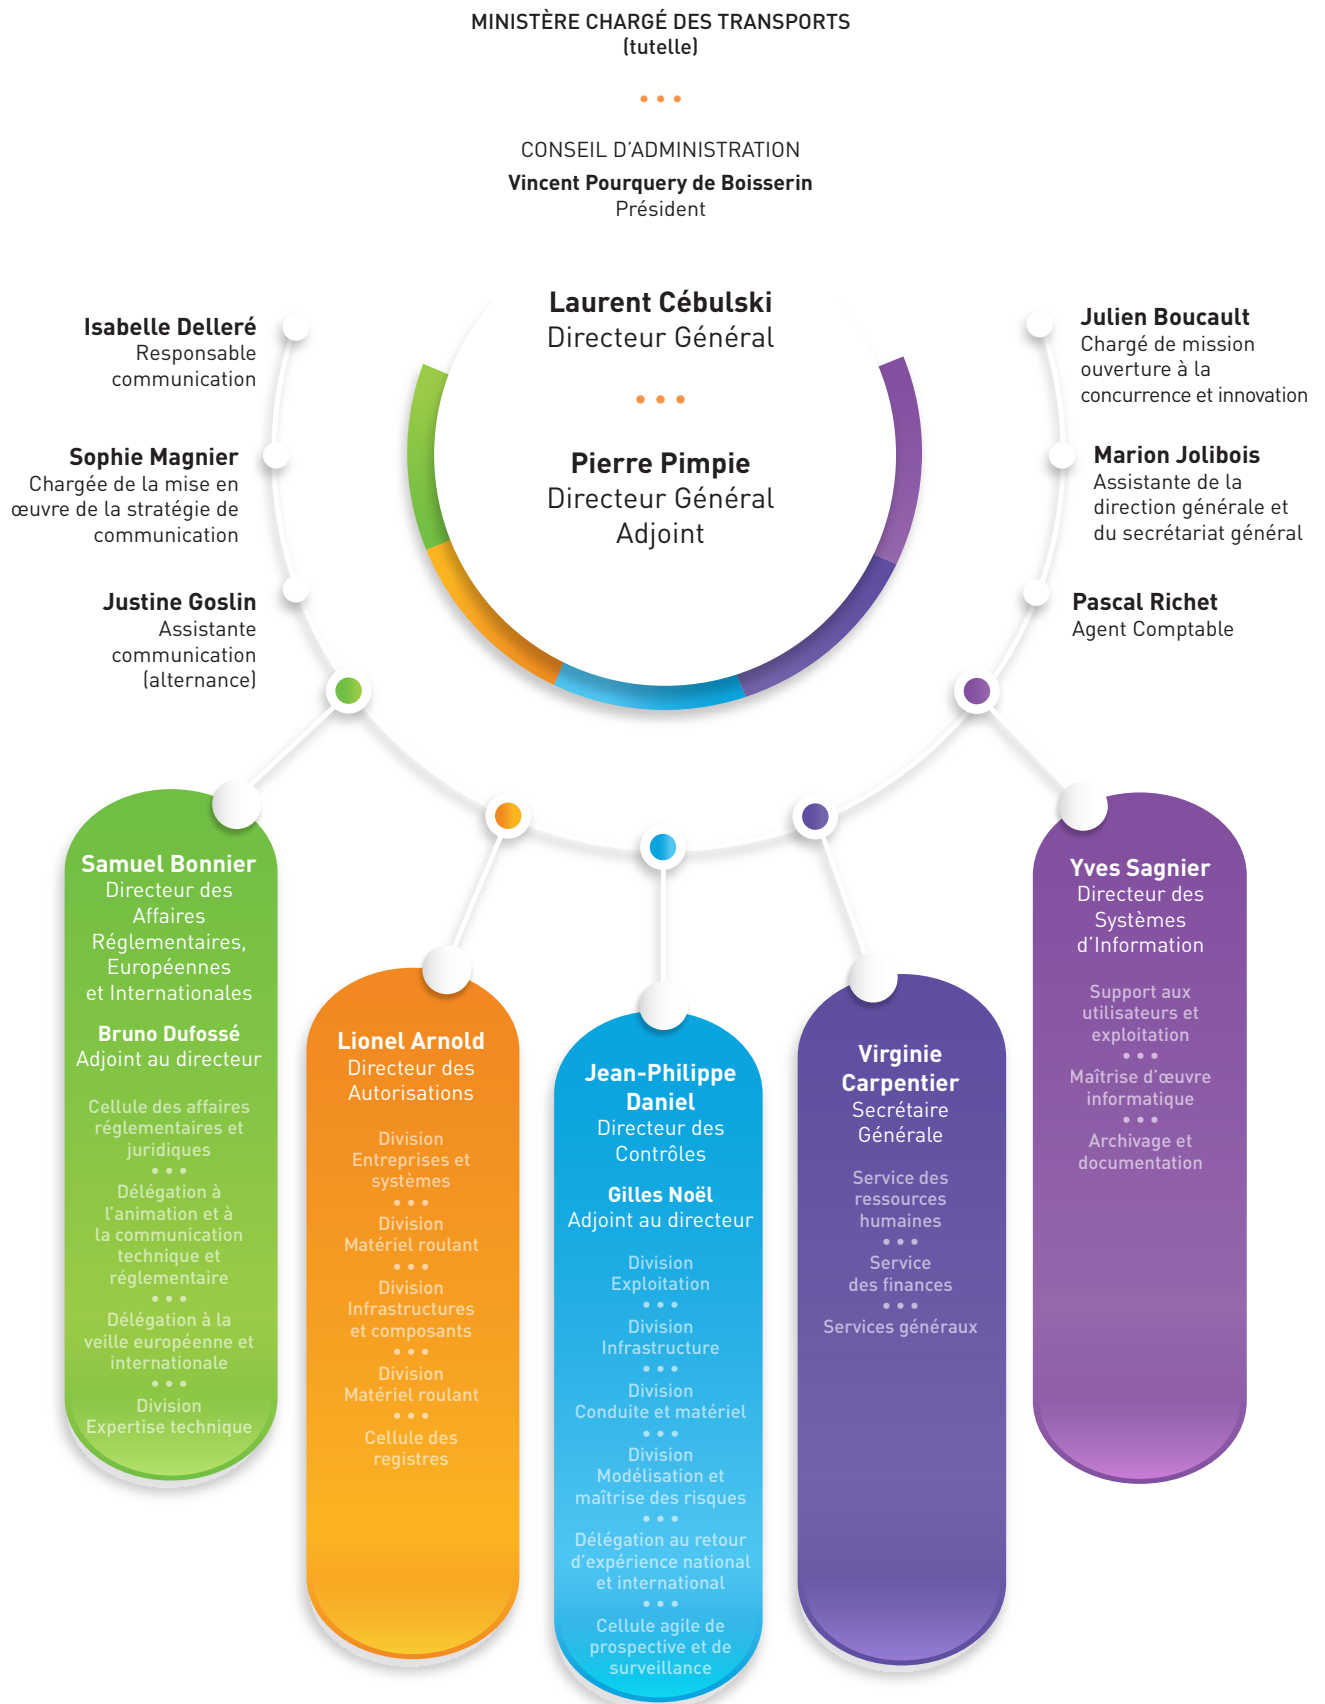 MINISTÈRE CHARGÉ DES TRANSPORTS
(tutelle)
CONSEIL D'ADMINISTRATION
Vincent Pourquery de Boisserin
Président
Laurent Cébulski
Directeur Général
Pierre Pimpie
Directeur Général
Adjoint
Isabelle Delleré
Responsable
communication
Sophie Magnier
Chargée de la mise en
œuvre de la stratégie de
communication
Justine Goslin
Assistante
communication
(alternance)
Julien Boucault
Chargé de mission
ouverture à la
concurrence et innovation
Marion Jolibois
Assistante de la
direction générale et
du secrétariat général
Pascal Richet
Agent Comptable
Samuel Bonnier
Directeur des
Affaires
Réglementaires,
Européennes
et Internationales
Bruno Dufossé
Adjoint au directeur
Cellule des affaires
réglementaires et
juridiques
Délégation à
l'animation et à
la communication
technique et
réglementaire
Délégation à la
veille européenne et
internationale
Division
Expertise technique
Lionel Arnold
Directeur des
Autorisations
Division
Entreprises et
systèmes
Division
Matériel roulant
Division
Infrastructures
et composants
Division
Matériel roulant
Cellule des
registres
Jean-Philippe
Daniel
Directeur des
Contrôles
Gilles Noël
Adjoint au directeur
Division
Exploitation
Division
Infrastructure
Division
Conduite et matériel
Division
Modélisation et
maîtrise des risques
Délégation au retour
d'expérience national
et international
Cellule agile de
prospective et de
surveillance
Virginie
Carpentier
Secrétaire
Générale
Service des
ressources
humaines
Service
des finances
Services généraux
Yves Sagnier
Directeur des
Systèmes
d'Information
Support aux
utilisateurs et
exploitation
Maîtrise d'œuvre
informatique
Archivage et
documentation